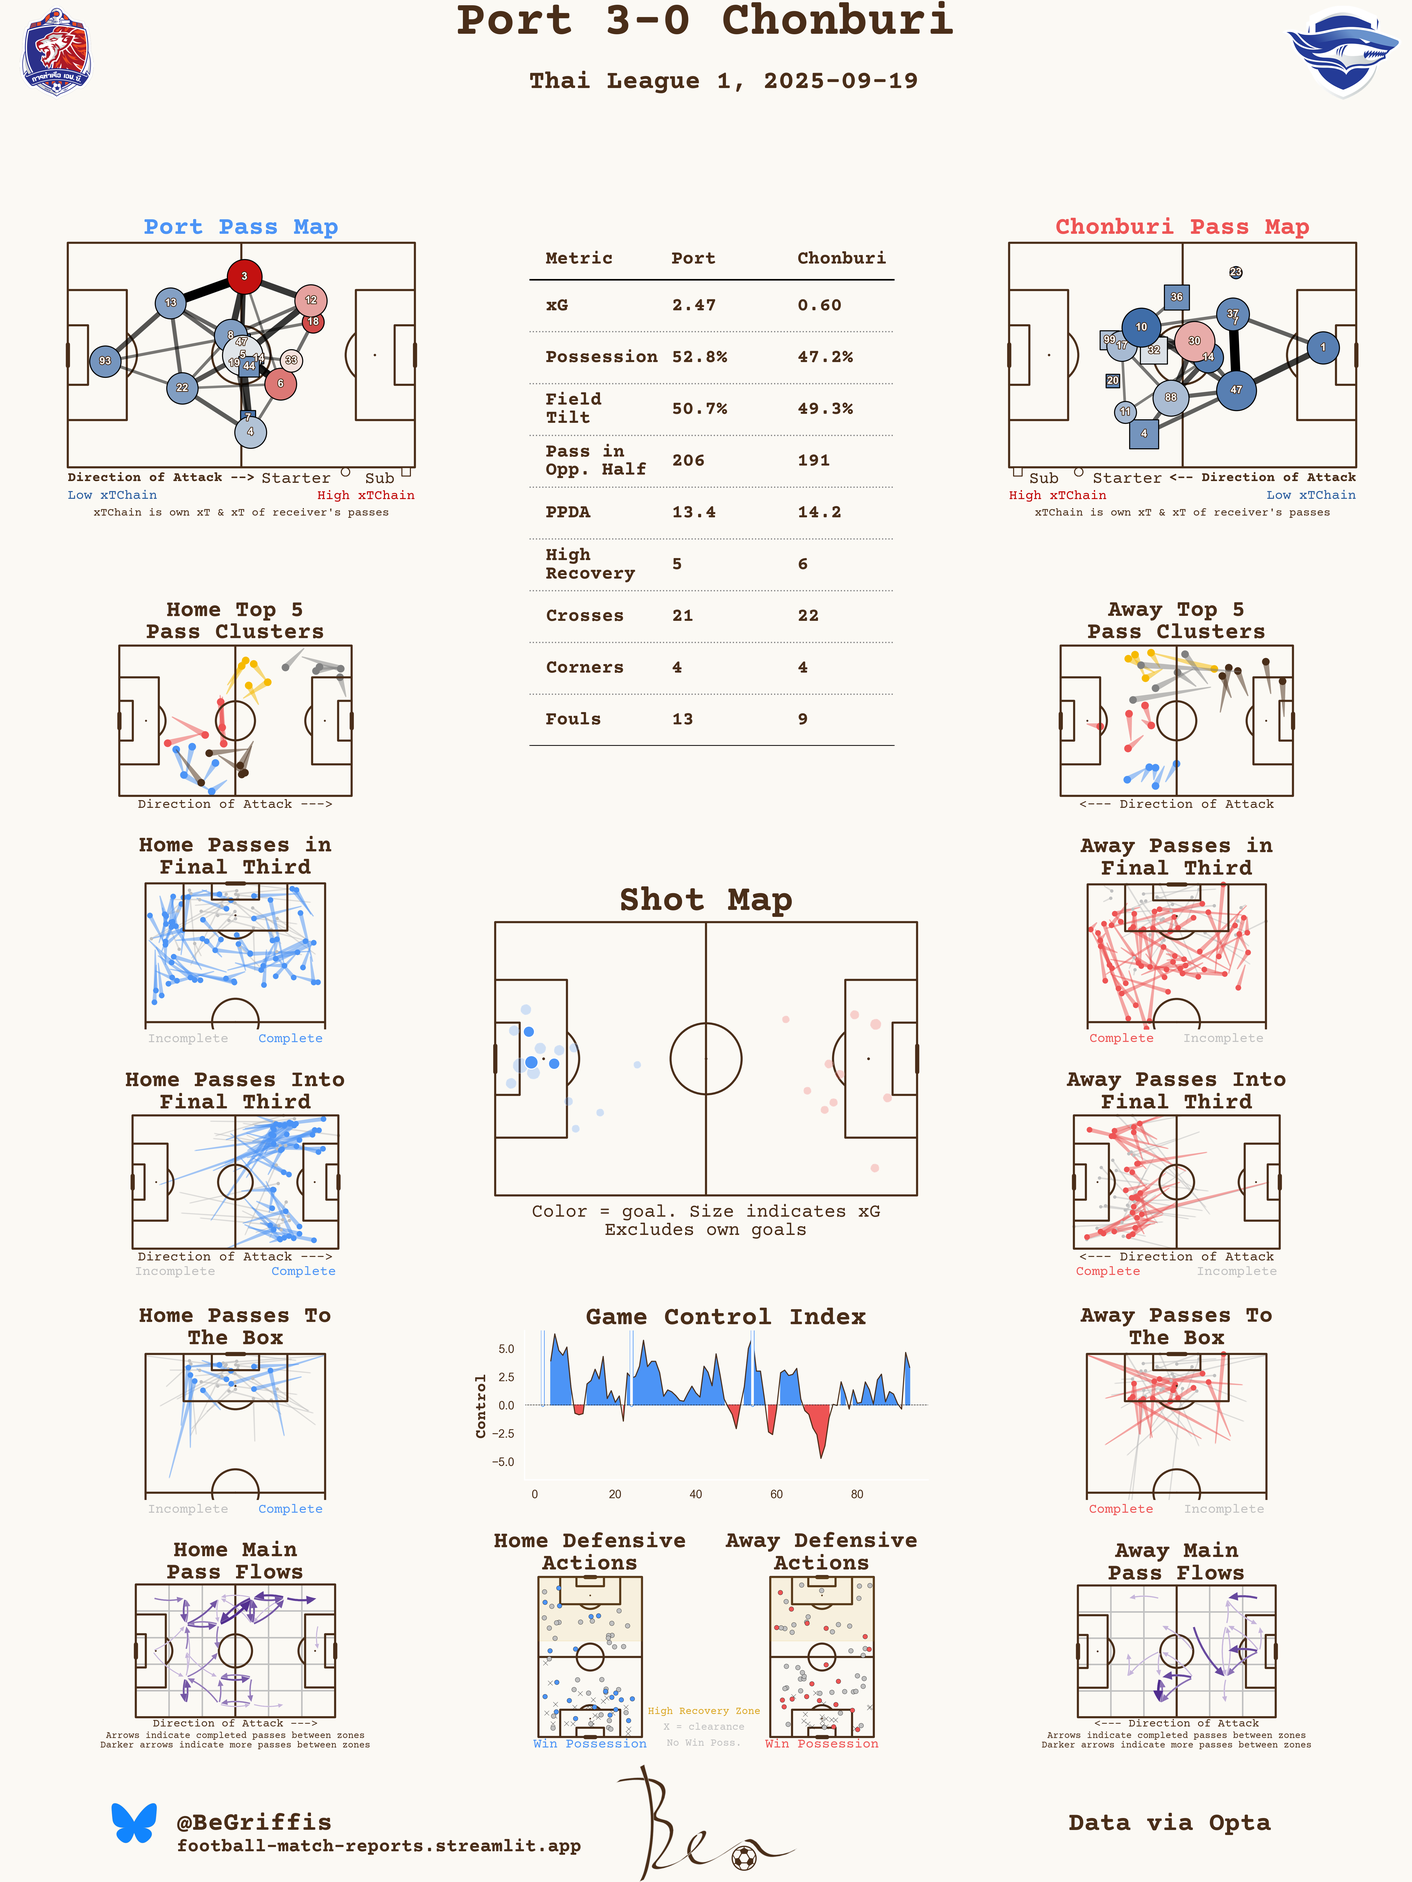 Port 3-0 Chonburi
Thai League 1, 2025-09-19
Port Pass Map
3
13
12
18
8
47
5
14
19
33
44
93
22
6
7
4
Direction of Attack --> Starter Sub
Low xTChain High xTChain
xTChain is own xT & xT of receiver's passes
Metric Port Chonburi
xG 2.47 0.60
Possession 52.8% 47.2%
Field
Tilt 50.7% 49.3%
Pass in
Opp. Half 206 191
PPDA 13.4 14.2
High
Recovery 5 6
Crosses 21 22
Corners 4 4
Fouls 13 9
Chonburi Pass Map
23
36
37
7
10
99
17
32
30
14
1
20
47
88
11
4
Sub Starter <-- Direction of Attack
High xTChain Low xTChain
xTChain is own xT & xT of receiver's passes
Home Top 5
Pass Clusters
Direction of Attack --->
Away Top 5
Pass Clusters
<--- Direction of Attack
Home Passes in
Final Third
Incomplete Complete
Away Passes in
Final Third
Complete Incomplete
Shot Map
Color = goal. Size indicates xG
Excludes own goals
Home Passes Into
Final Third
Direction of Attack --->
Incomplete Complete
Away Passes Into
Final Third
<--- Direction of Attack
Complete Incomplete
Home Passes To
The Box
Incomplete Complete
Game Control Index
Control
5.0
2.5
0.0
−2.5
−5.0
0 20 40 60 80
Away Passes To
The Box
Complete Incomplete
Home Main
Pass Flows
Direction of Attack --->
Arrows indicate completed passes between zones
Darker arrows indicate more passes between zones
Home Defensive
Actions
Win Possession
High Recovery Zone
X = clearance
No Win Poss.
Away Defensive
Actions
Win Possession
Away Main
Pass Flows
<--- Direction of Attack
Arrows indicate completed passes between zones
Darker arrows indicate more passes between zones
@BeGriffis
football-match-reports.streamlit.app
Ben
Data via Opta